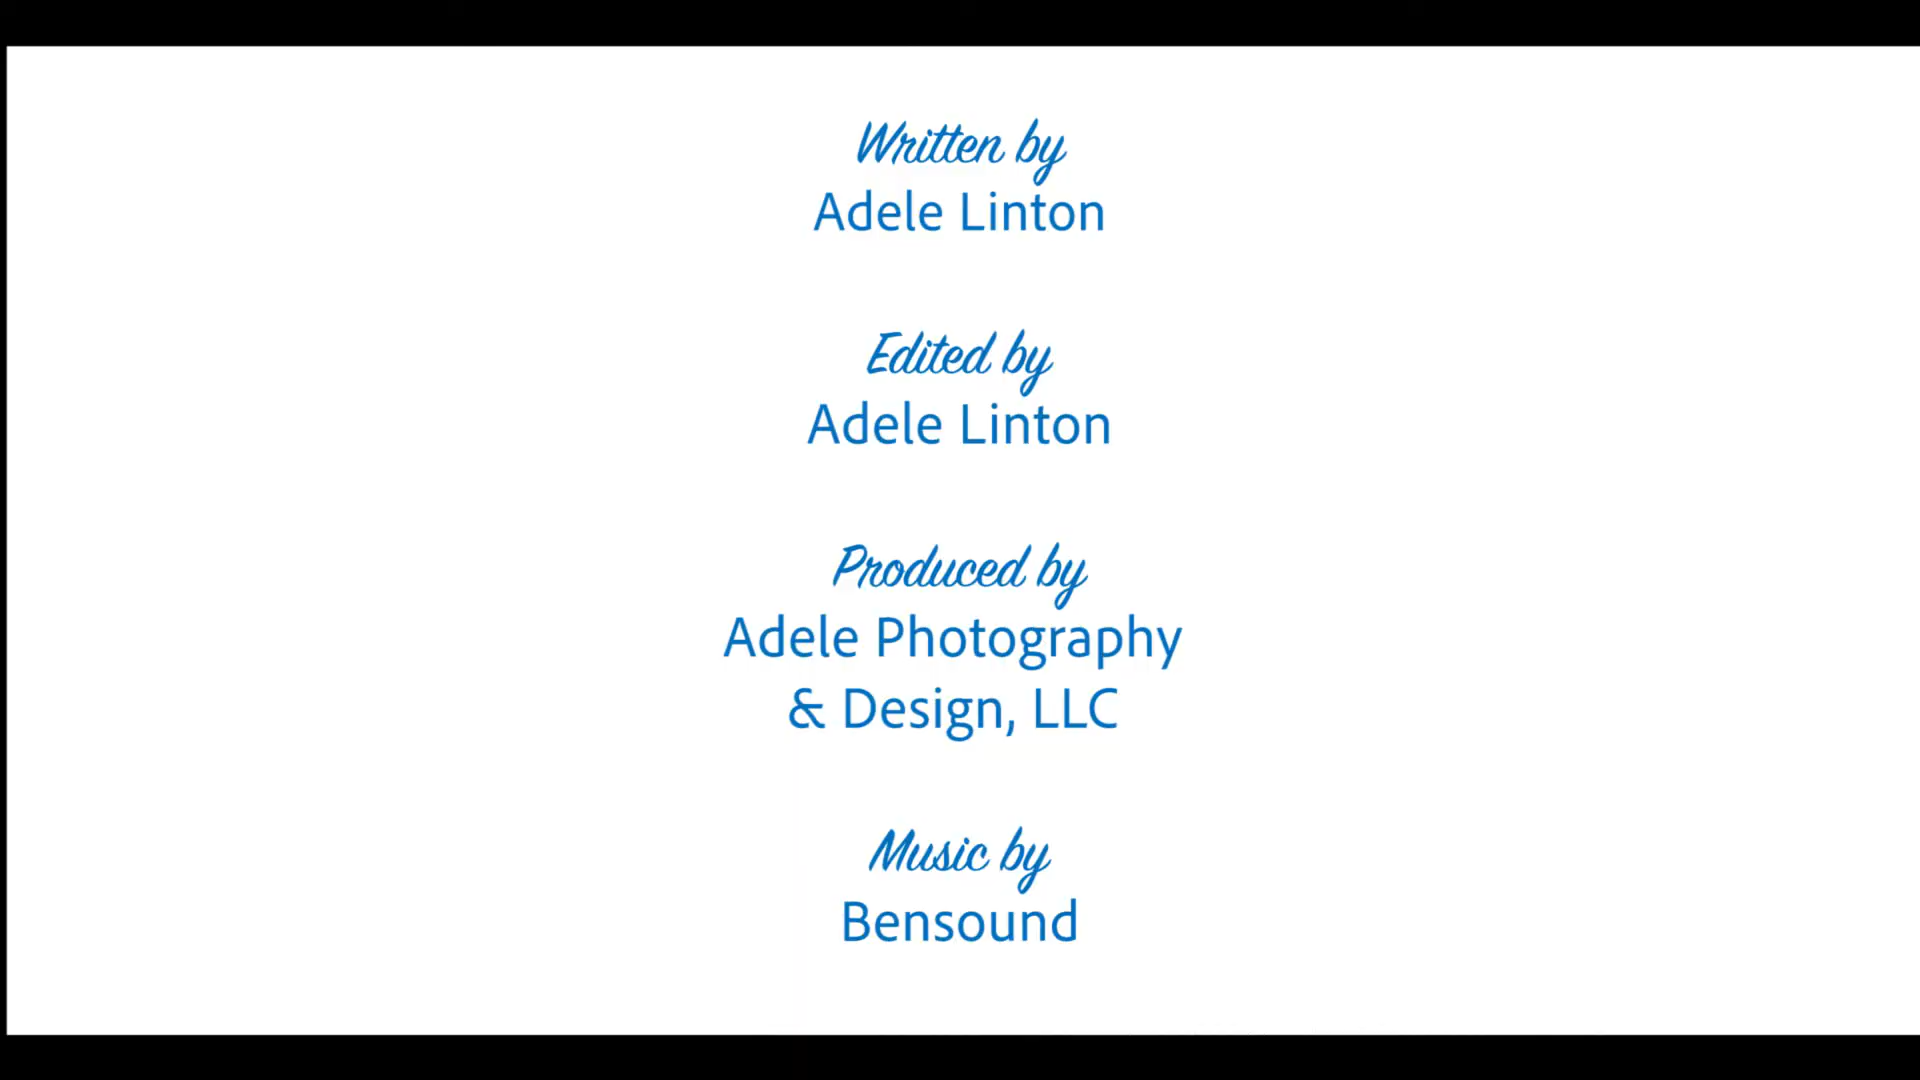 Written by
Adele Linton
Edited by
Adele Linton
Produced by
Adele Photography
& Design, LLC
Music by
Bensound